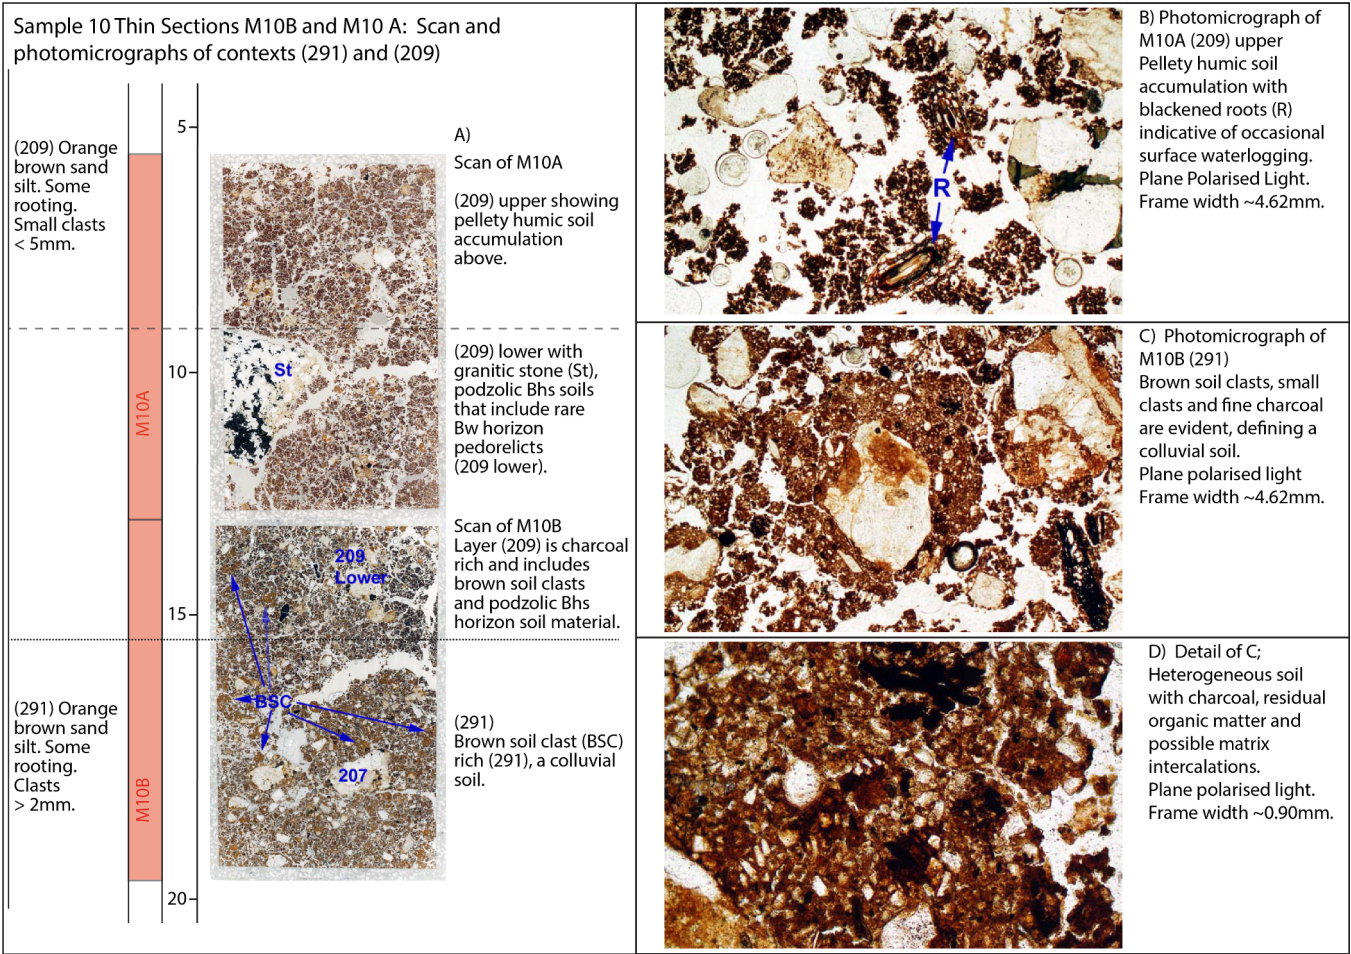 Sample 10 Thin Sections M10B and M10 A:  Scan and
photomicrographs of contexts (291) and (209)
(209) Orange
brown sand
silt. Some
rooting.
Small clasts
< 5mm.
(291) Orange
brown sand
silt. Some
rooting.
Clasts
> 2mm.
M10A
M10B
5
10
15
20
St
209
Lower
BSC
207
A)
Scan of M10A
(209) upper showing
pellety humic soil
accumulation
above.
(209) lower with
granitic stone (St),
podzolic Bhs soils
that include rare
Bw horizon
pedorelicts
(209 lower).
Scan of M10B
Layer (209) is charcoal
rich and includes
brown soil clasts
and podzolic Bhs
horizon soil material.
(291)
Brown soil clast (BSC)
rich (291), a colluvial
soil.
R
B) Photomicrograph of
M10A (209) upper
Pellety humic soil
accumulation with
blackened roots (R)
indicative of occasional
surface waterlogging.
Plane Polarised Light.
Frame width ~4.62mm.
C)  Photomicrograph of
M10B (291)
Brown soil clasts, small
clasts and fine charcoal
are evident, defining a
colluvial soil.
Plane polarised light
Frame width ~4.62mm.
D)  Detail of C;
Heterogeneous soil
with charcoal, residual
organic matter and
possible matrix
intercalations.
Plane polarised light.
Frame width ~0.90mm.